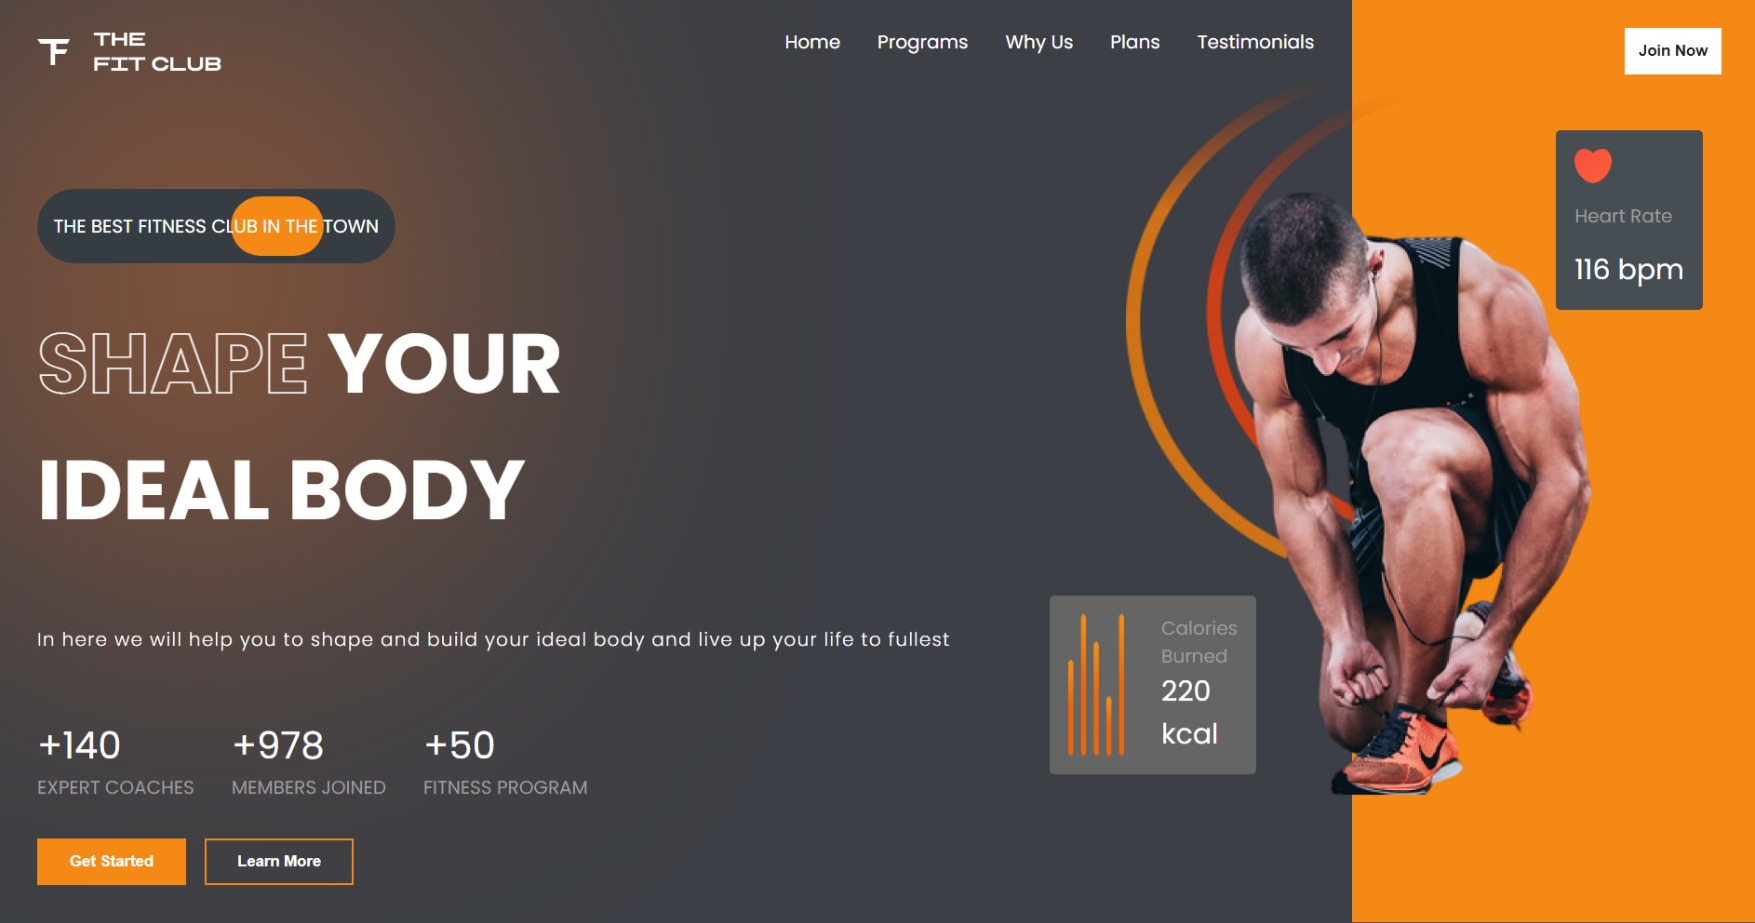 THE
FIT CLUB
Home Programs Why Us Plans Testimonials
Join Now
THE BEST FITNESS CLUB IN THE TOWN
SHAPE YOUR
IDEAL BODY
In here we will help you to shape and build your ideal body and live up your life to fullest
+140 +978 +50
EXPERT COACHES MEMBERS JOINED FITNESS PROGRAM
Get Started Learn More
Heart Rate
116 bpm
Calories
Burned
220
kcal